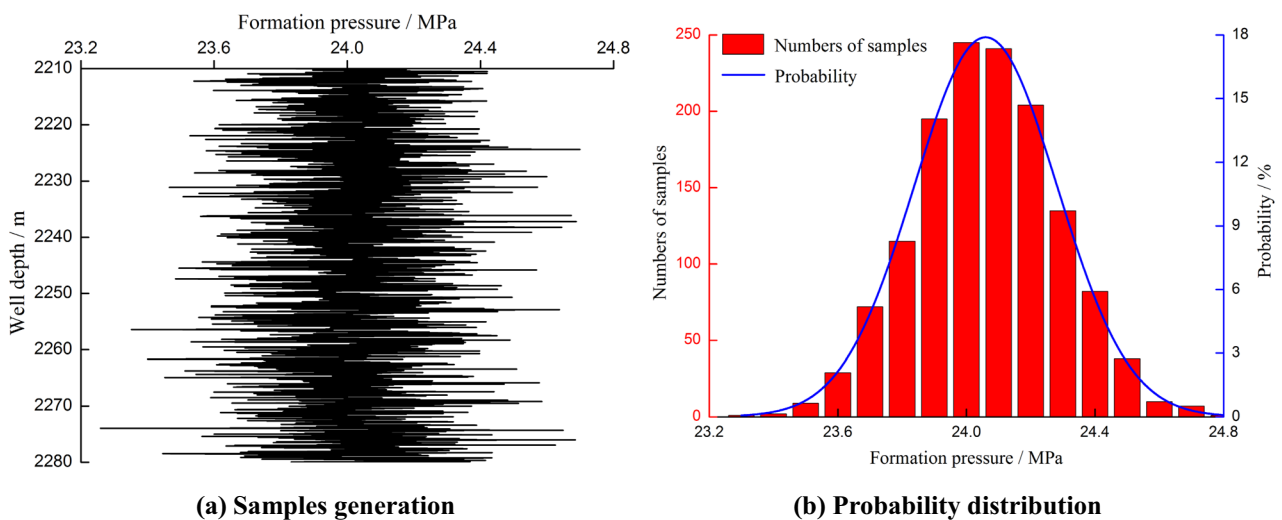 Formation pressure / MPa
23.2 23.6 24.0 24.4 24.8
2210
2220
2230
2240
2250
2260
2270
2280
Well depth / m
(a) Samples generation
Numbers of samples
Probability
250
200
150
100
50
0
Numbers of samples
18
15
12
9
6
3
0
Probability / %
23.2 23.6 24.0 24.4 24.8
Formation pressure / MPa
(b) Probability distribution